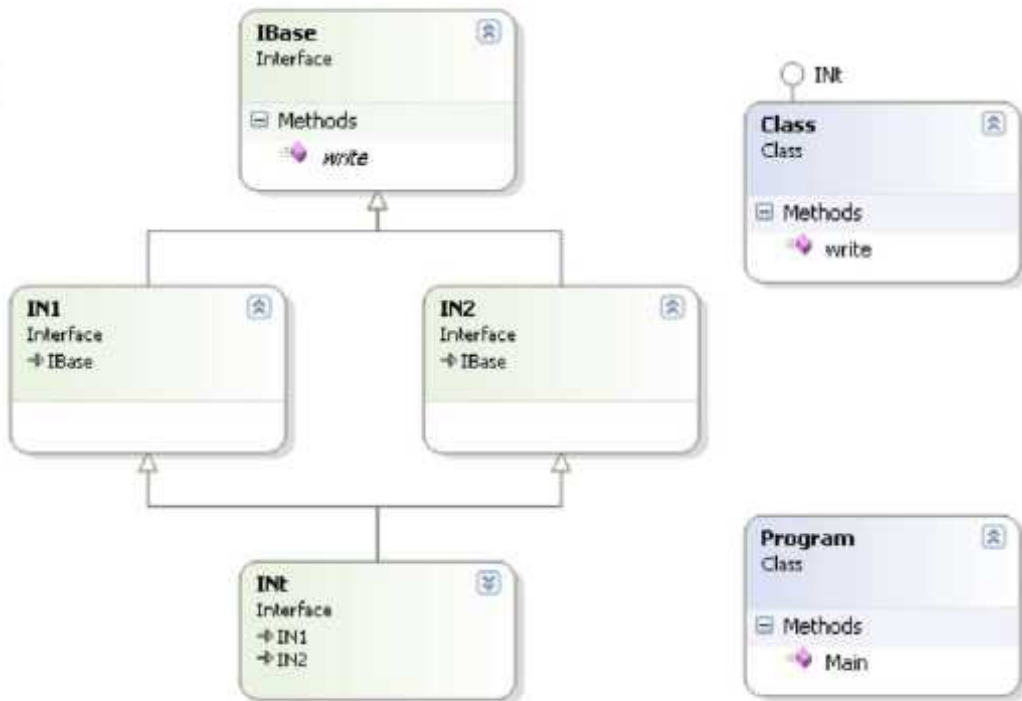 IBase
Interface
Methods
write
INt
Class
Class
Methods
write
IN1
Interface
IBase
IN2
Interface
IBase
INt
Interface
IN1
IN2
Program
Class
Methods
Main